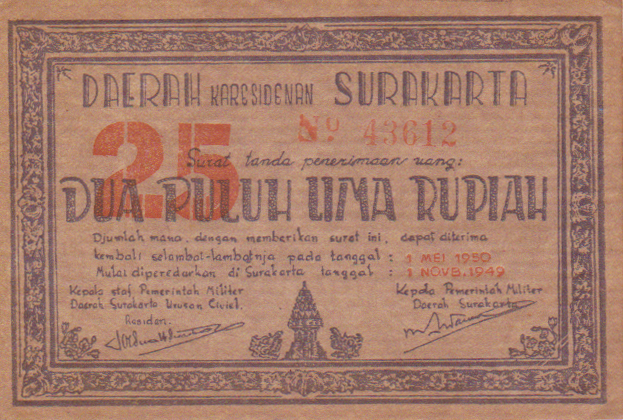 DAERAH KARESIDENAN SURAKARTA
25
No 43612
Surat tanda penerimaan uang:
DUA PULUH LIMA RUPIAH
Djumlah mana, dengan memberikan surat ini, dapat diterima
kembali selambat-lambatnja pada tanggal : 1 MEI 1950
Mulai diperedarkan di Surakarta tanggal : 1 NOVB. 1949
Kepala staf Pemerintah Militer
Daerah Surakarta Urusan Civiel.
Residen.
Kepala Pemerintah Militer
Daerah Surakarta